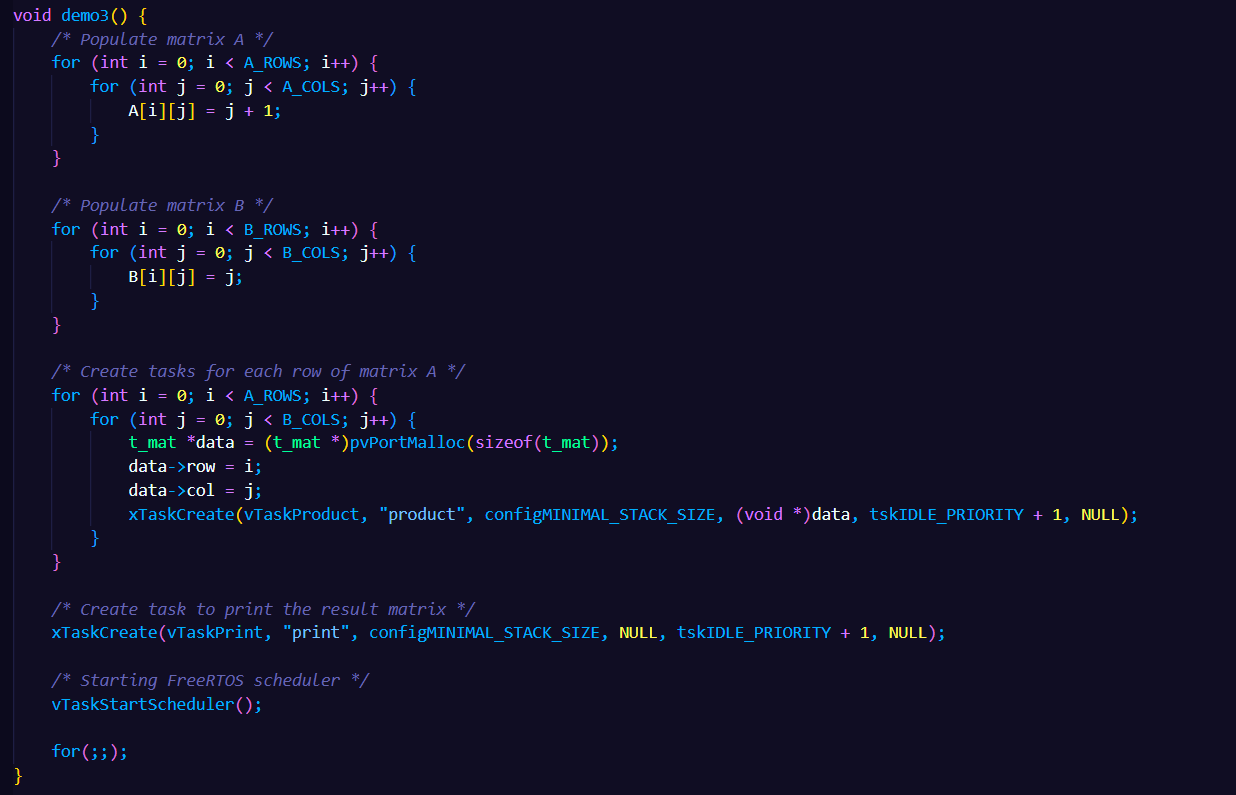 void demo3() {
    /* Populate matrix A */
    for (int i = 0; i < A_ROWS; i++) {
        for (int j = 0; j < A_COLS; j++) {
            A[i][j] = j + 1;
        }
    }

    /* Populate matrix B */
    for (int i = 0; i < B_ROWS; i++) {
        for (int j = 0; j < B_COLS; j++) {
            B[i][j] = j;
        }
    }

    /* Create tasks for each row of matrix A */
    for (int i = 0; i < A_ROWS; i++) {
        for (int j = 0; j < B_COLS; j++) {
            t_mat *data = (t_mat *)pvPortMalloc(sizeof(t_mat));
            data->row = i;
            data->col = j;
            xTaskCreate(vTaskProduct, "product", configMINIMAL_STACK_SIZE, (void *)data, tskIDLE_PRIORITY + 1, NULL);
        }
    }

    /* Create task to print the result matrix */
    xTaskCreate(vTaskPrint, "print", configMINIMAL_STACK_SIZE, NULL, tskIDLE_PRIORITY + 1, NULL);

    /* Starting FreeRTOS scheduler */
    vTaskStartScheduler();

    for(;;);
}